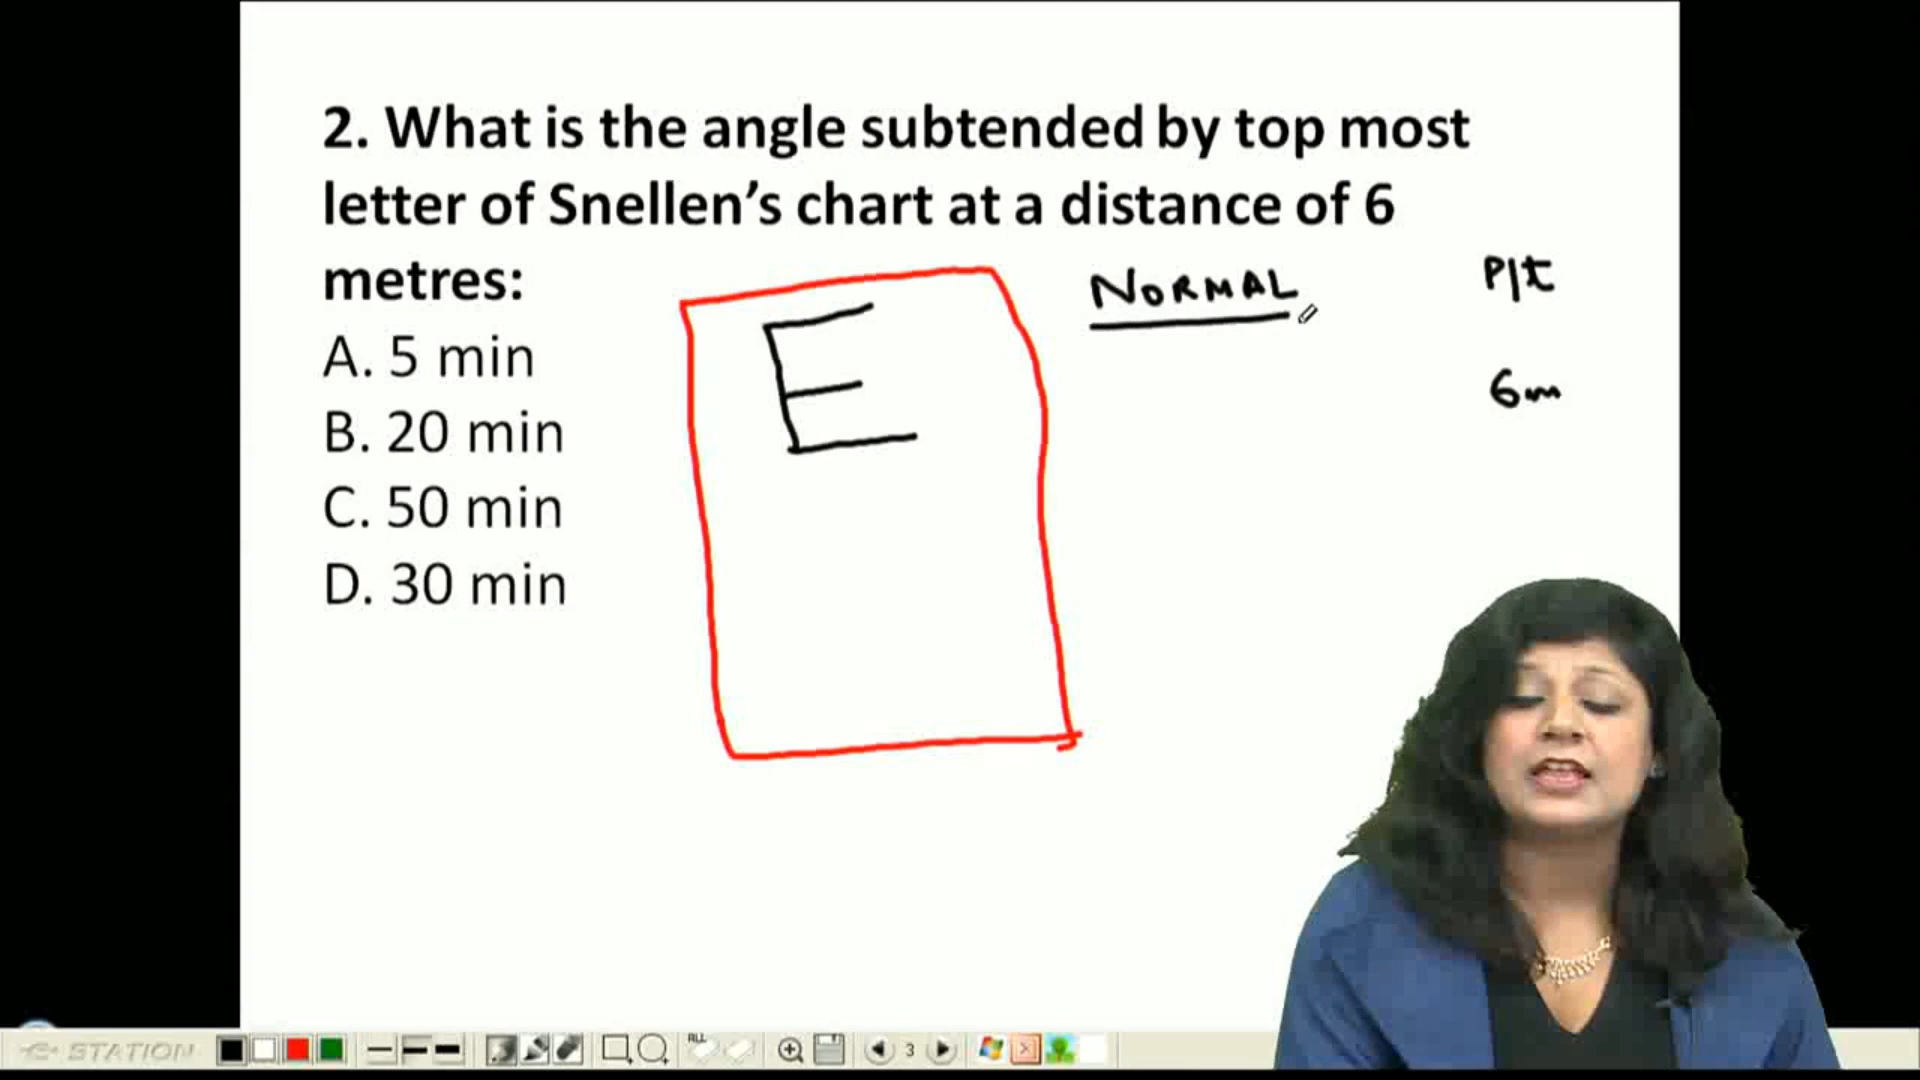 2. What is the angle subtended by top most
letter of Snellen's chart at a distance of 6
metres:
A. 5 min
B. 20 min
C. 50 min
D. 30 min
E
NORMAL
P/t
6m
e-STATION
ALL
3